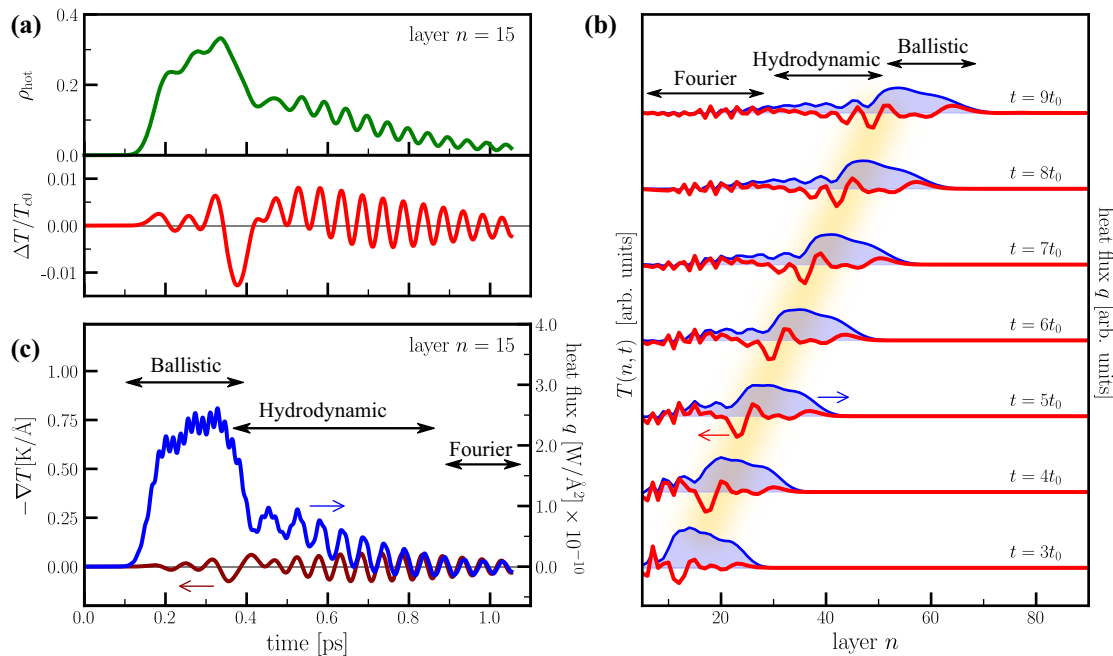 (a)
layer n = 15
ρhot
0.4
0.2
0.0
ΔT/Tcl0
0.01
0.00
-0.01
(c)
layer n = 15
Ballistic
Hydrodynamic
Fourier
−∇T[K/Å]
1.00
0.75
0.50
0.25
0.00
4.0
3.0
2.0
1.0
0.0
heat flux q [W/Å²] × 10⁻¹⁰
0.0 0.2 0.4 0.6 0.8 1.0
time [ps]
(b)
Fourier
Hydrodynamic
Ballistic
t = 9t₀
t = 8t₀
t = 7t₀
t = 6t₀
t = 5t₀
t = 4t₀
t = 3t₀
T(n, t) [arb. units]
heat flux q [arb. units]
20 40 60 80
layer n